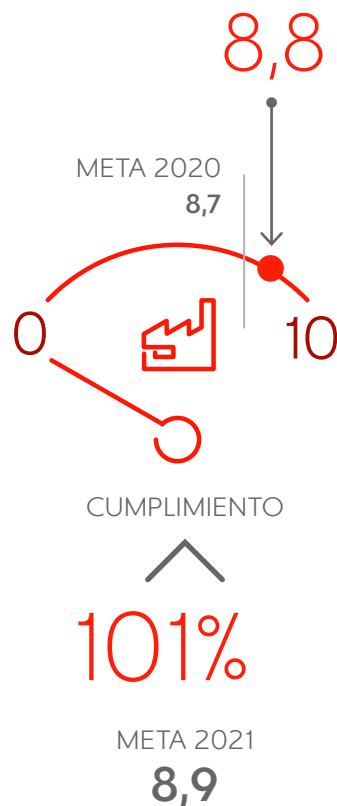 8,8
META 2020
8,7
0
10
CUMPLIMIENTO
101%
META 2021
8,9